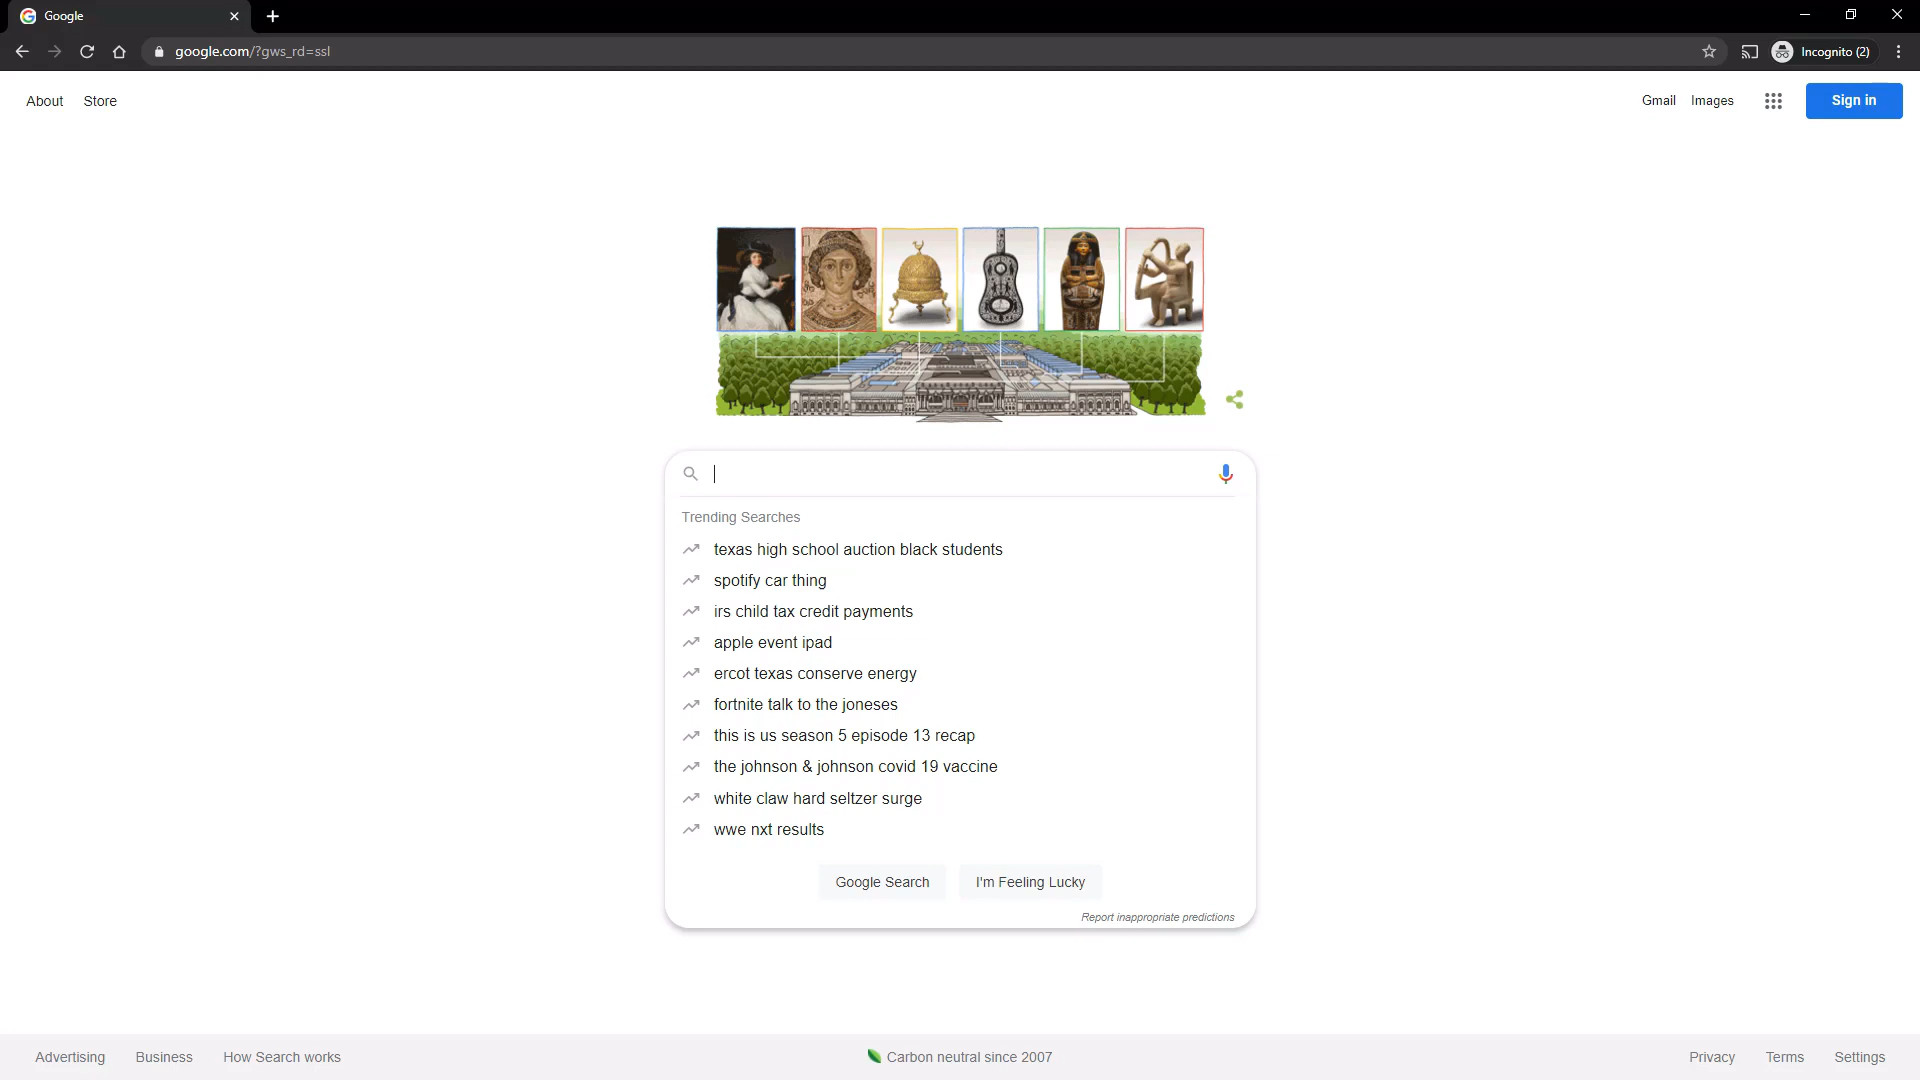 Google
google.com/?gws_rd=ssl
Incognito (2)
About Store
Gmail Images Sign in
Trending Searches
texas high school auction black students
spotify car thing
irs child tax credit payments
apple event ipad
ercot texas conserve energy
fortnite talk to the joneses
this is us season 5 episode 13 recap
the johnson & johnson covid 19 vaccine
white claw hard seltzer surge
wwe nxt results
Google Search I'm Feeling Lucky
Report inappropriate predictions
Advertising Business How Search works
Carbon neutral since 2007
Privacy Terms Settings